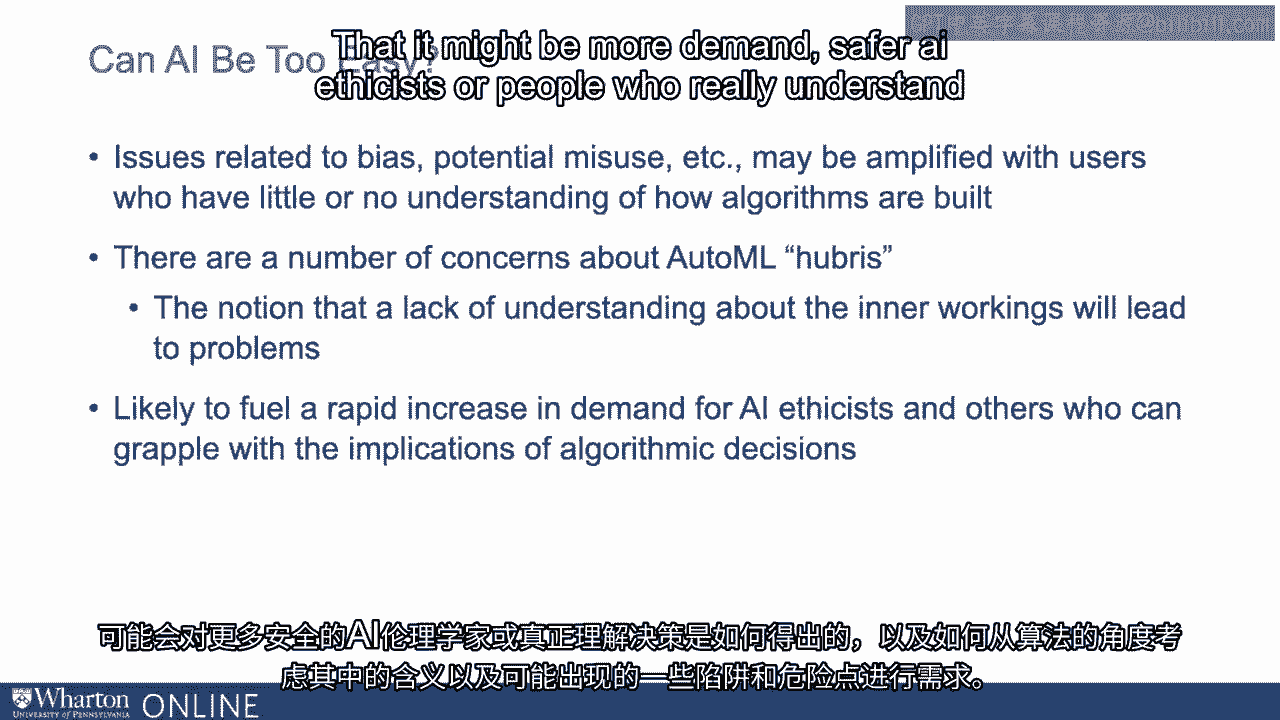 Can AI Be Too Easy?
That it might be more demand, safer ai
ethicists or people who really understand
• Issues related to bias, potential misuse, etc., may be amplified with users
who have little or no understanding of how algorithms are built
• There are a number of concerns about AutoML “hubris”
• The notion that a lack of understanding about the inner workings will lead
to problems
• Likely to fuel a rapid increase in demand for AI ethicists and others who can
grapple with the implications of algorithmic decisions
可能会对更多安全的AI伦理学家或真正理解决策是如何得出的，以及如何从算法的角度考
虑其中的含义以及可能出现的一些陷阱和危险点进行需求。
Wharton
UNIVERSITY of PENNSYLVANIA
ONLINE